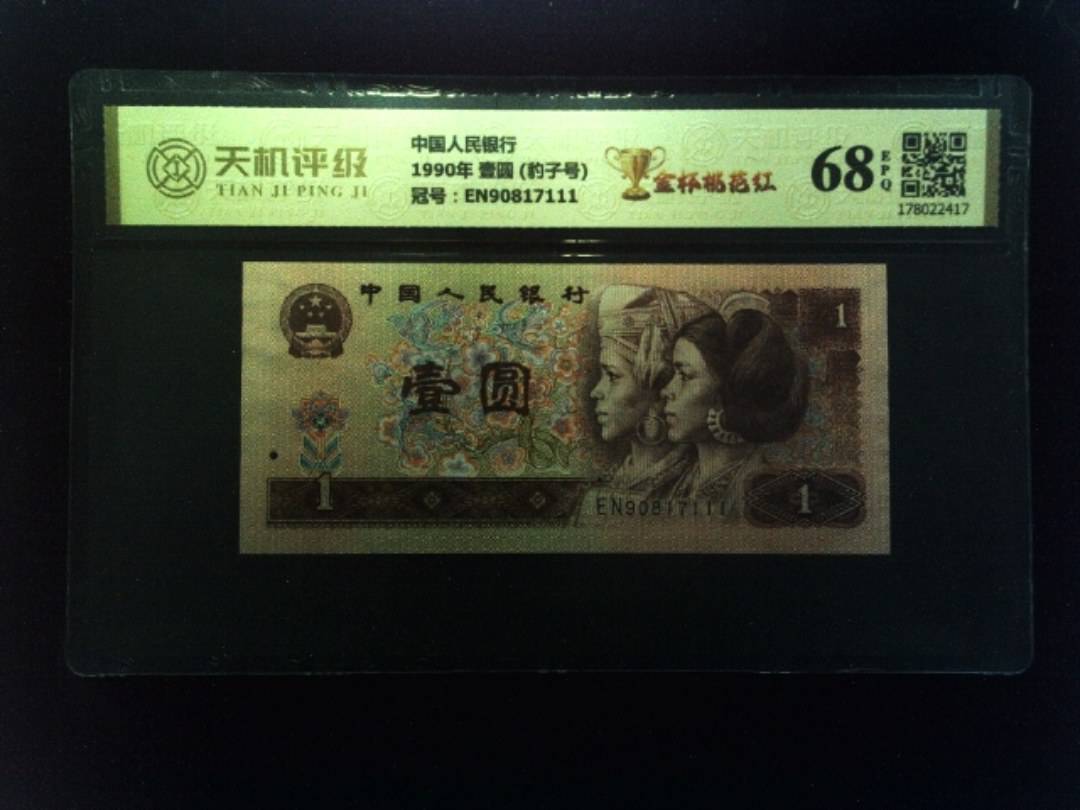 天机评级
TIAN JI PING JI
中国人民银行
1990年 壹圆 (豹子号)
冠号：EN90817111
金杯桃花红
68
EPQ
178022417
中国人民银行
1
壹圆
1
EN90817111
1